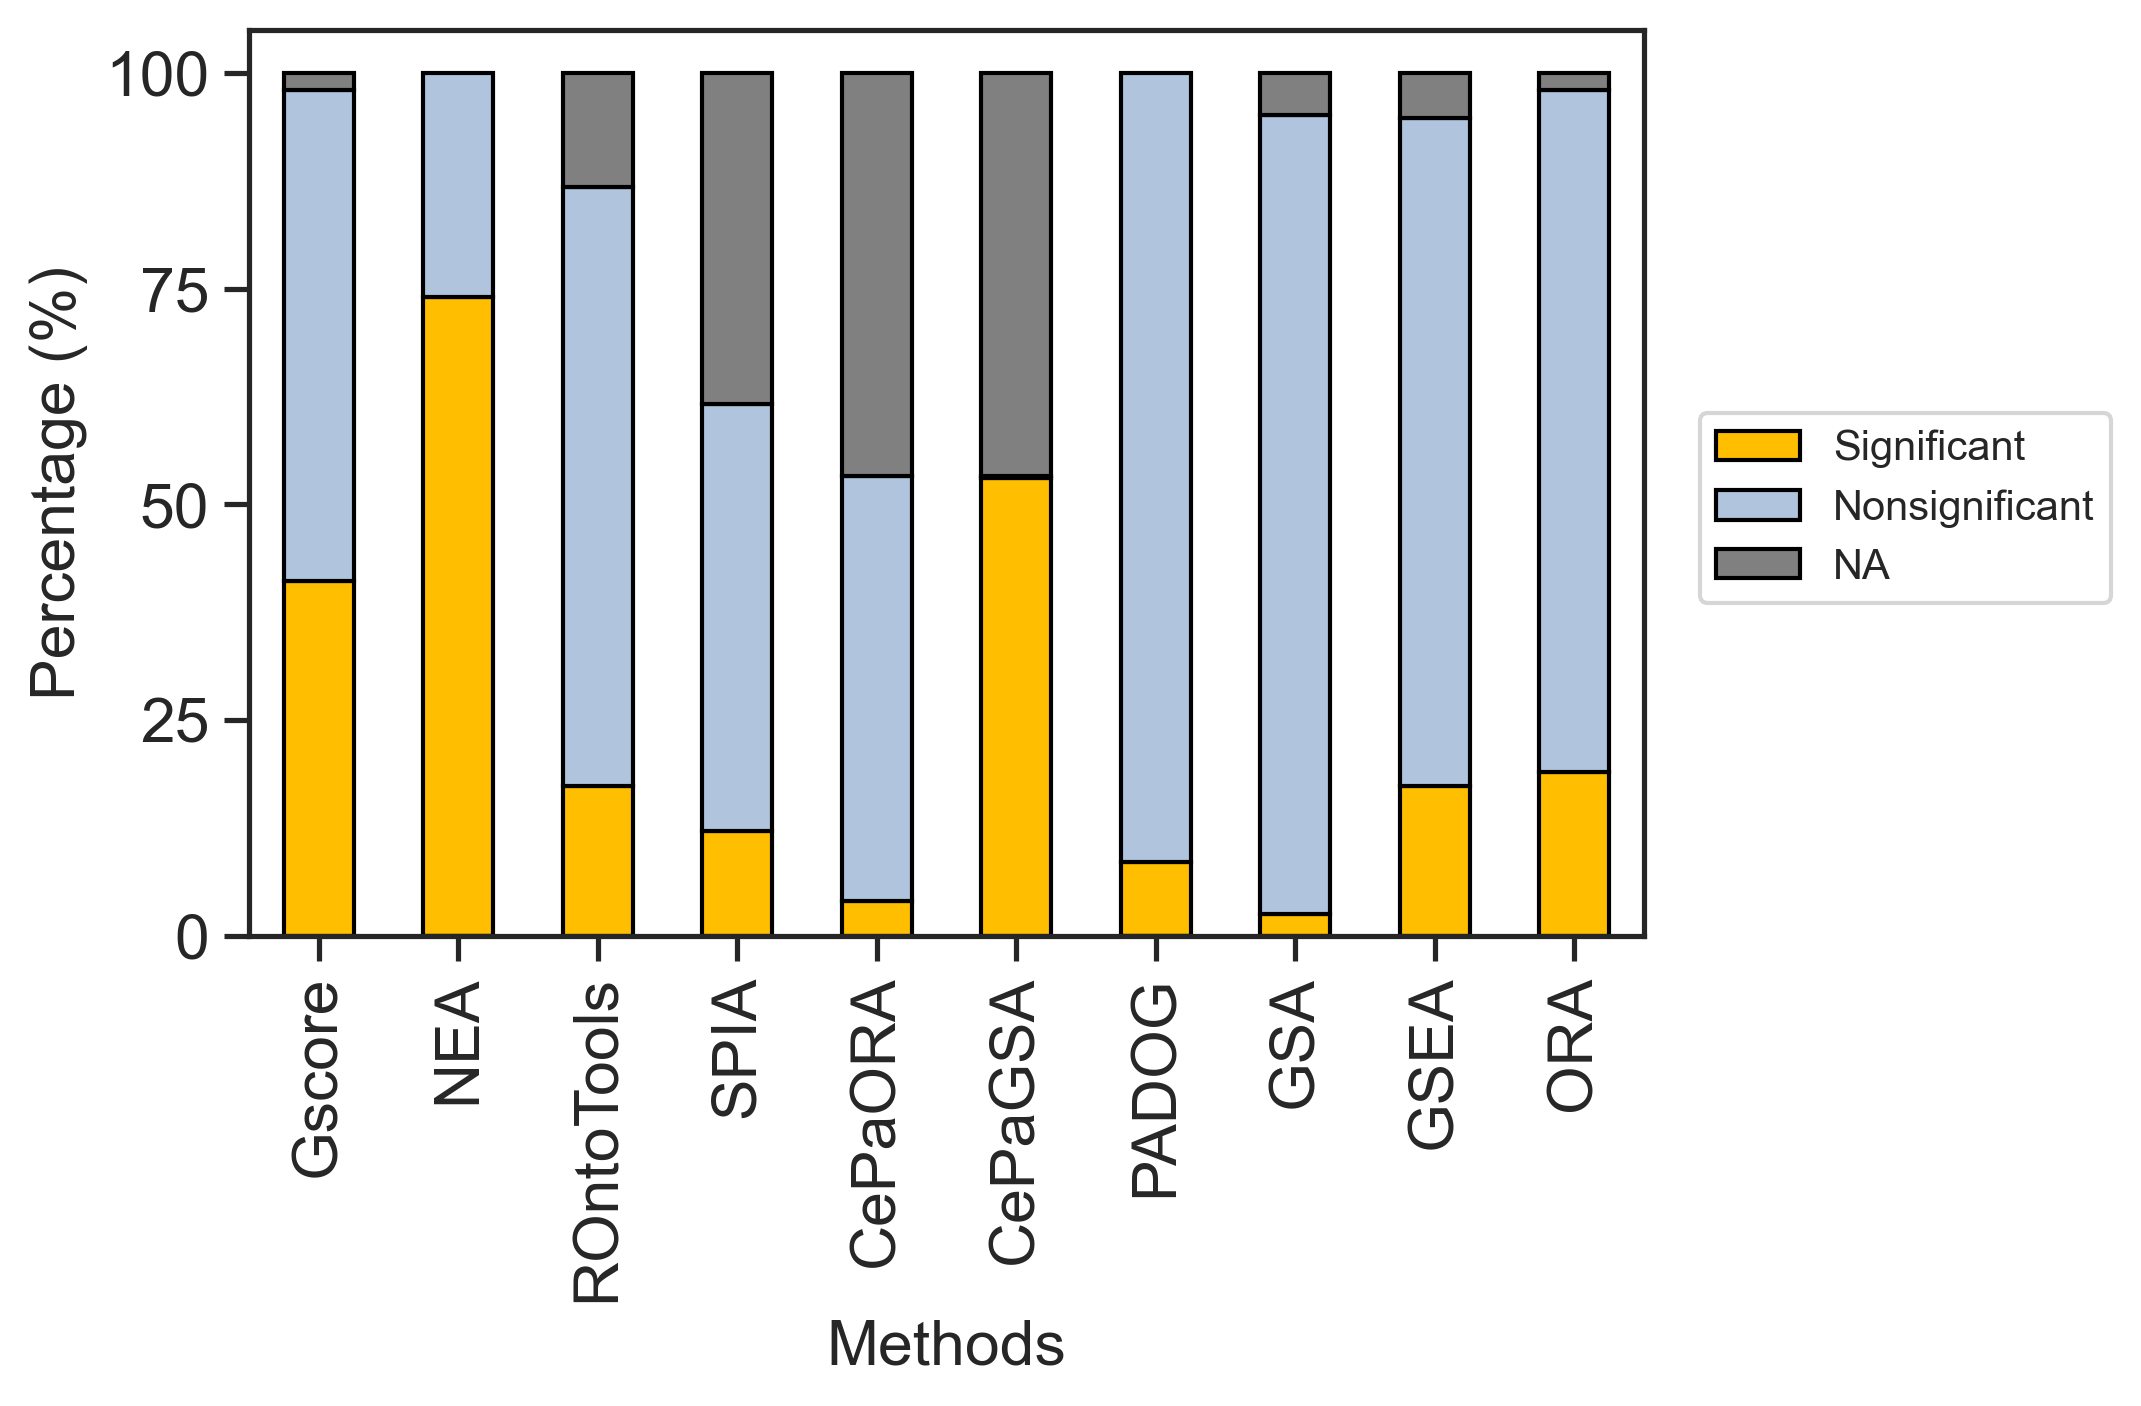 Percentage (%)
100
75
50
25
0
Gscore
NEA
ROntoTools
SPIA
CePaORA
CePaGSA
PADOG
GSA
GSEA
ORA
Methods
Significant
Nonsignificant
NA